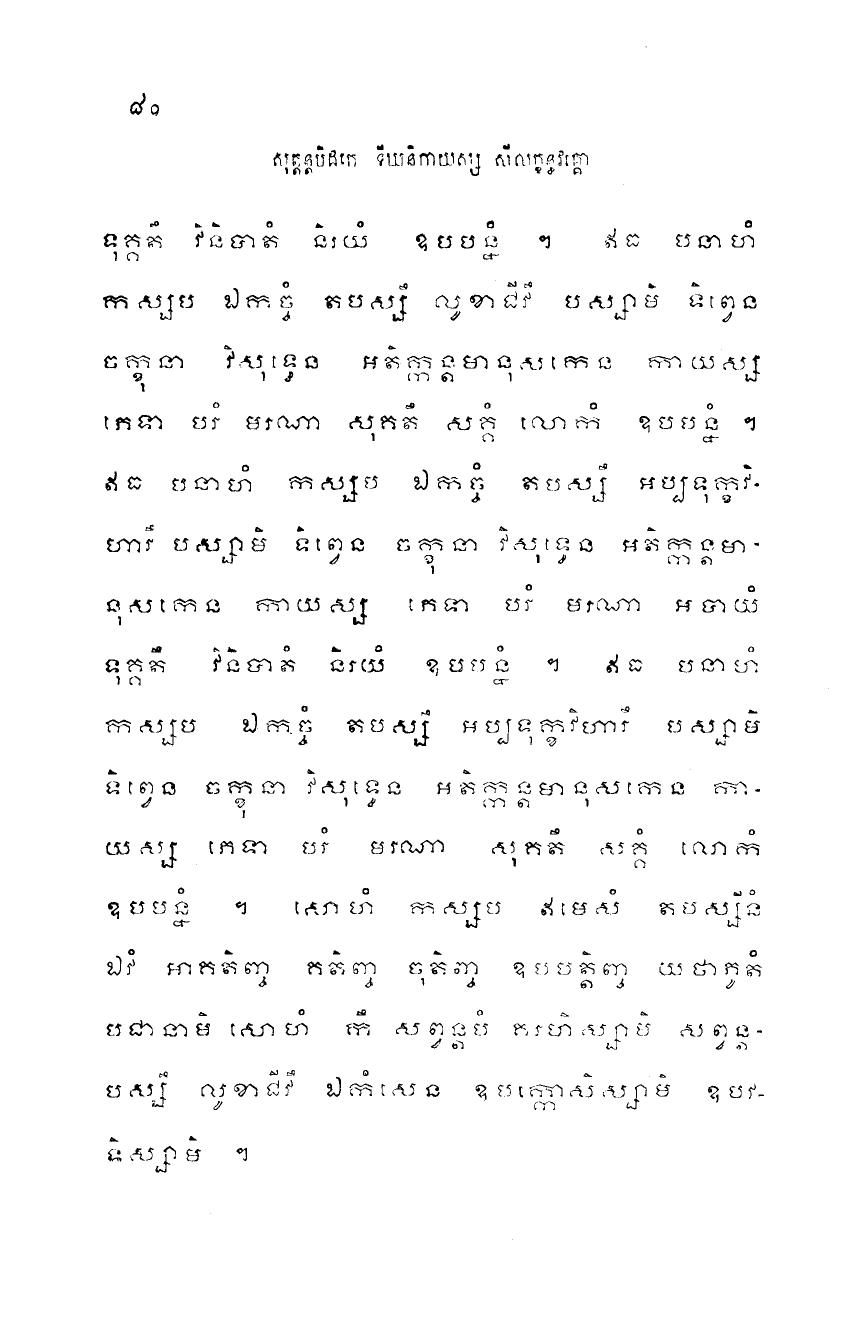 ៨០
សុត្តន្តបិដកេ ទីឃនិកាយស្ស សីលក្ខន្ធវគ្គោ
ទុគ្គតឹ វិនិបាតំ និរយំ ឧបបន្នំ ។ ឥធ បនាហំ
កស្សប ឯកច្ចំ តបស្សឹ លូខាជីវឹ បស្សាមិ ទិព្វេន
ចក្ខុនា វិសុទ្ធេន អតិក្កន្តមានុសកេន កាយស្ស
ភេទា បរំ មរណា សុគតឹ សគ្គំ លោកំ ឧបបន្នំ ។
ឥធ បនាហំ កស្សប ឯកច្ចំ តបស្សឹ អប្បទុក្ខវិ-
ហារឹ បស្សាមិ ទិព្វេន ចក្ខុនា វិសុទ្ធេន អតិក្កន្តមា-
នុសកេន កាយស្ស ភេទា បរំ មរណា អបាយំ
ទុគ្គតឹ វិនិបាតំ និរយំ ឧបបន្នំ ។ ឥធ បនាហំ
កស្សប ឯកច្ចំ តបស្សឹ អប្បទុក្ខវិហារឹ បស្សាមិ
ទិព្វេន ចក្ខុនា វិសុទ្ធេន អតិក្កន្តមានុសកេន កា-
យស្ស ភេទា បរំ មរណា សុគតឹ សគ្គំ លោកំ
ឧបបន្នំ ។ សោហំ កស្សប ឥមេសំ តបស្សីនំ
ឯវំ អាគតិញ្ច គតិញ្ច ចុតិញ្ច ឧបបត្តិញ្ច យថាភូតំ
បជានាមិ សោហំ កឹ សព្វន្តបំ គរហិស្សាមិ សព្វន្ត-
បស្សឹ លូខាជីវឹ ឯកំសេន ឧបក្កោសិស្សាមិ ឧបវ-
ទិស្សាមិ ។